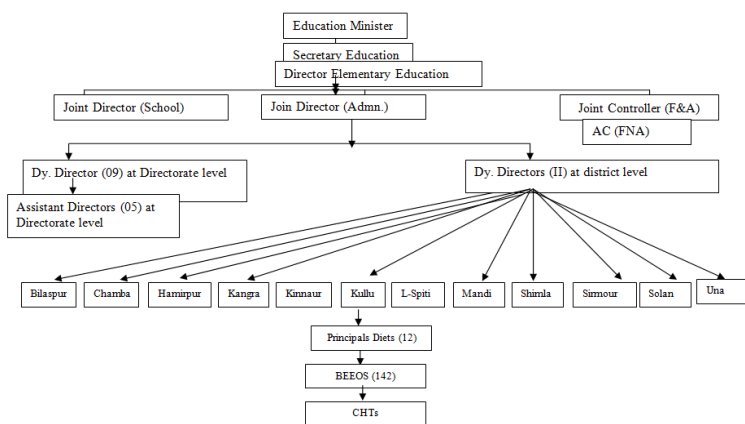 Education Minister
Secretary Education
Director Elementary Education
Joint Director (School)
Join Director (Admn.)
Joint Controller (F&A)
AC (FNA)
Dy. Director (09) at Directorate level
Dy. Directors (II) at district level
Assistant Directors (05) at
Directorate level
Bilaspur
Chamba
Hamirpur
Kangra
Kinnaur
Kullu
L-Spiti
Mandi
Shimla
Sirmour
Solan
Una
Principals Diets (12)
BEEOS (142)
CHTs